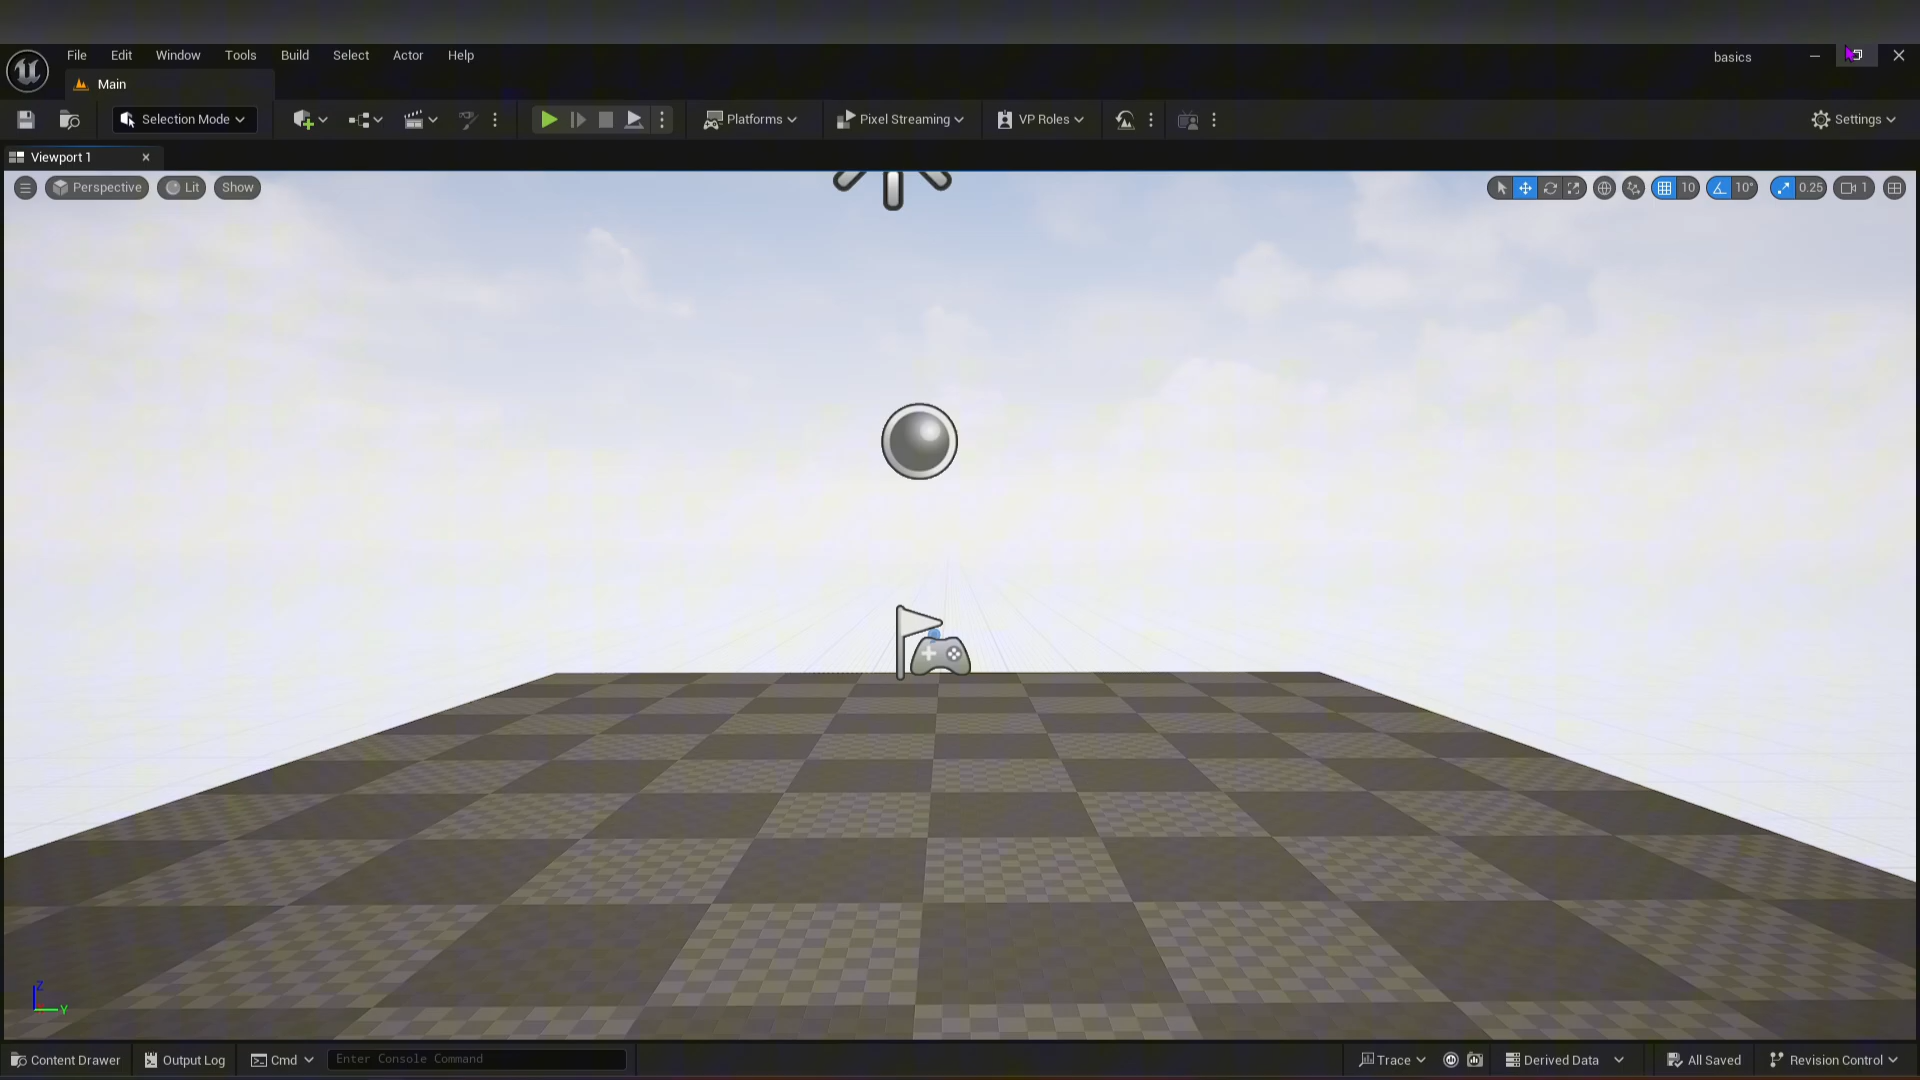 File Edit Window Tools Build Select Actor Help
basics
Main
Selection Mode
Platforms
Pixel Streaming
VP Roles
Settings
Viewport 1
Perspective
Lit
Show
10
10°
0.25
1
Z
Y
Content Drawer
Output Log
Cmd
Enter Console Command
Trace
Derived Data
All Saved
Revision Control